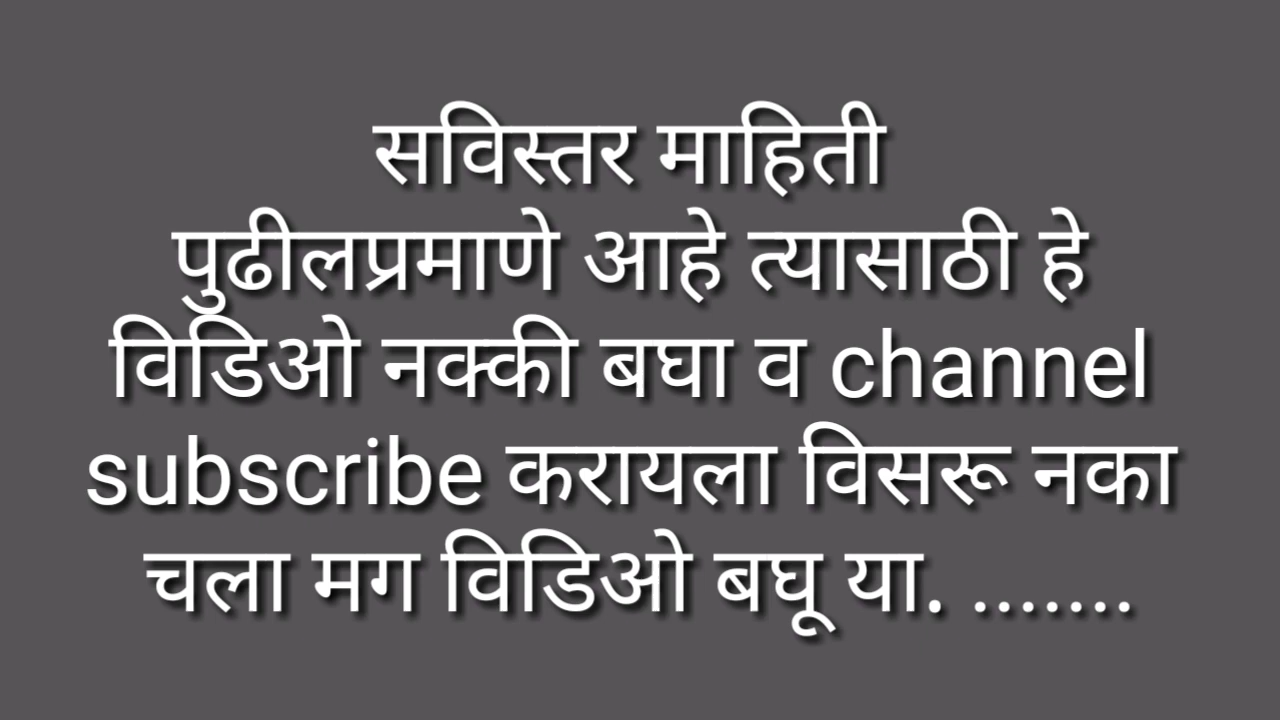 सविस्तर माहिती
पुढीलप्रमाणे आहे त्यासाठी हे
विडिओ नक्की बघा व channel
subscribe करायला विसरू नका
चला मग विडिओ बघू या. .......